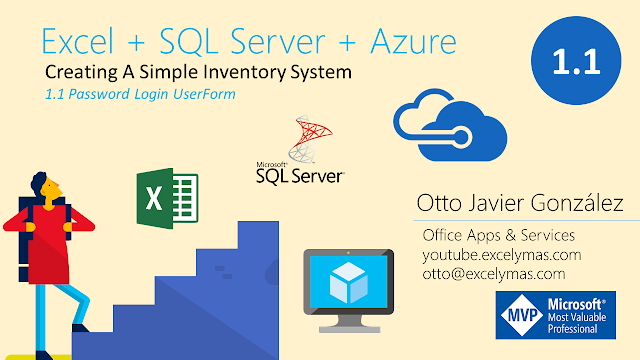 Excel + SQL Server + Azure
Creating A Simple Inventory System
1.1 Password Login UserForm
1.1
Microsoft®
SQL Server®
X
Otto Javier González
Office Apps & Services
youtube.excelymas.com
otto@excelymas.com
MVP
Microsoft®
Most Valuable
Professional